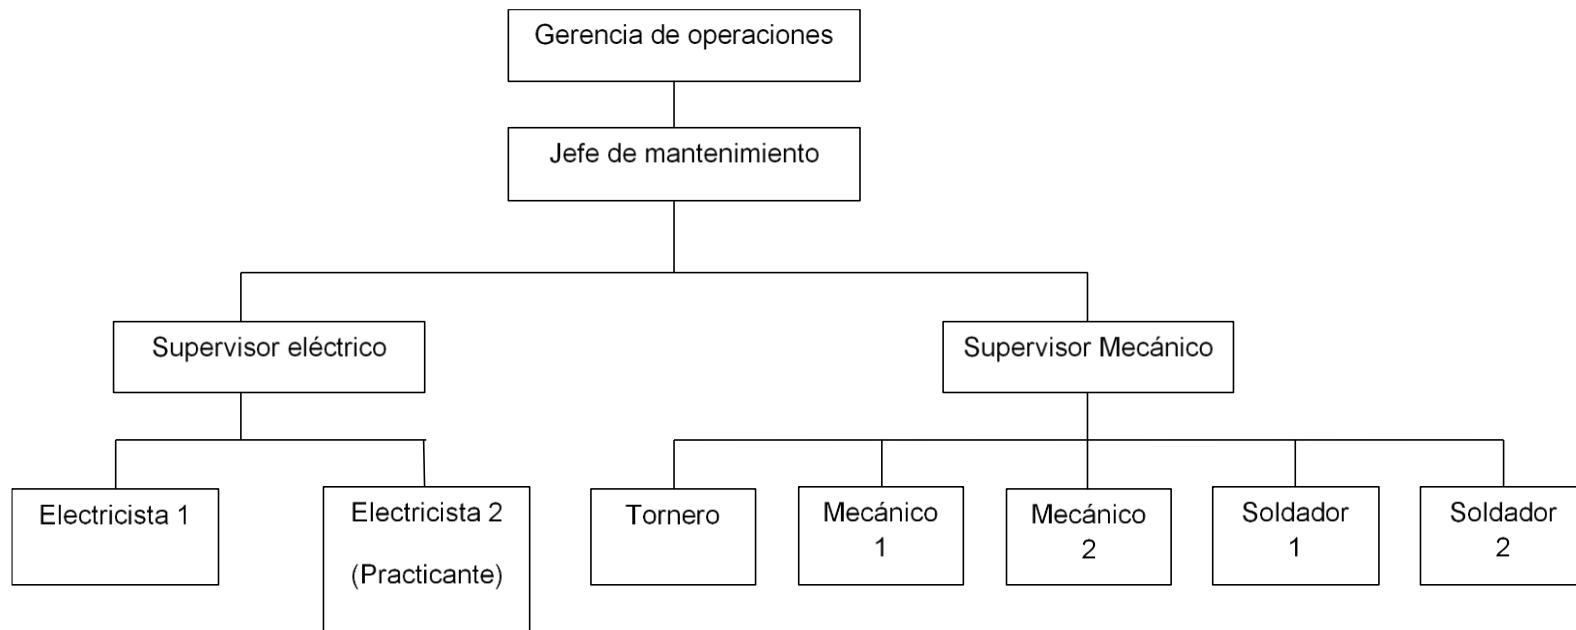 Gerencia de operaciones
Jefe de mantenimiento
Supervisor eléctrico
Supervisor Mecánico
Electricista 1
Electricista 2
(Practicante)
Tornero
Mecánico
1
Mecánico
2
Soldador
1
Soldador
2